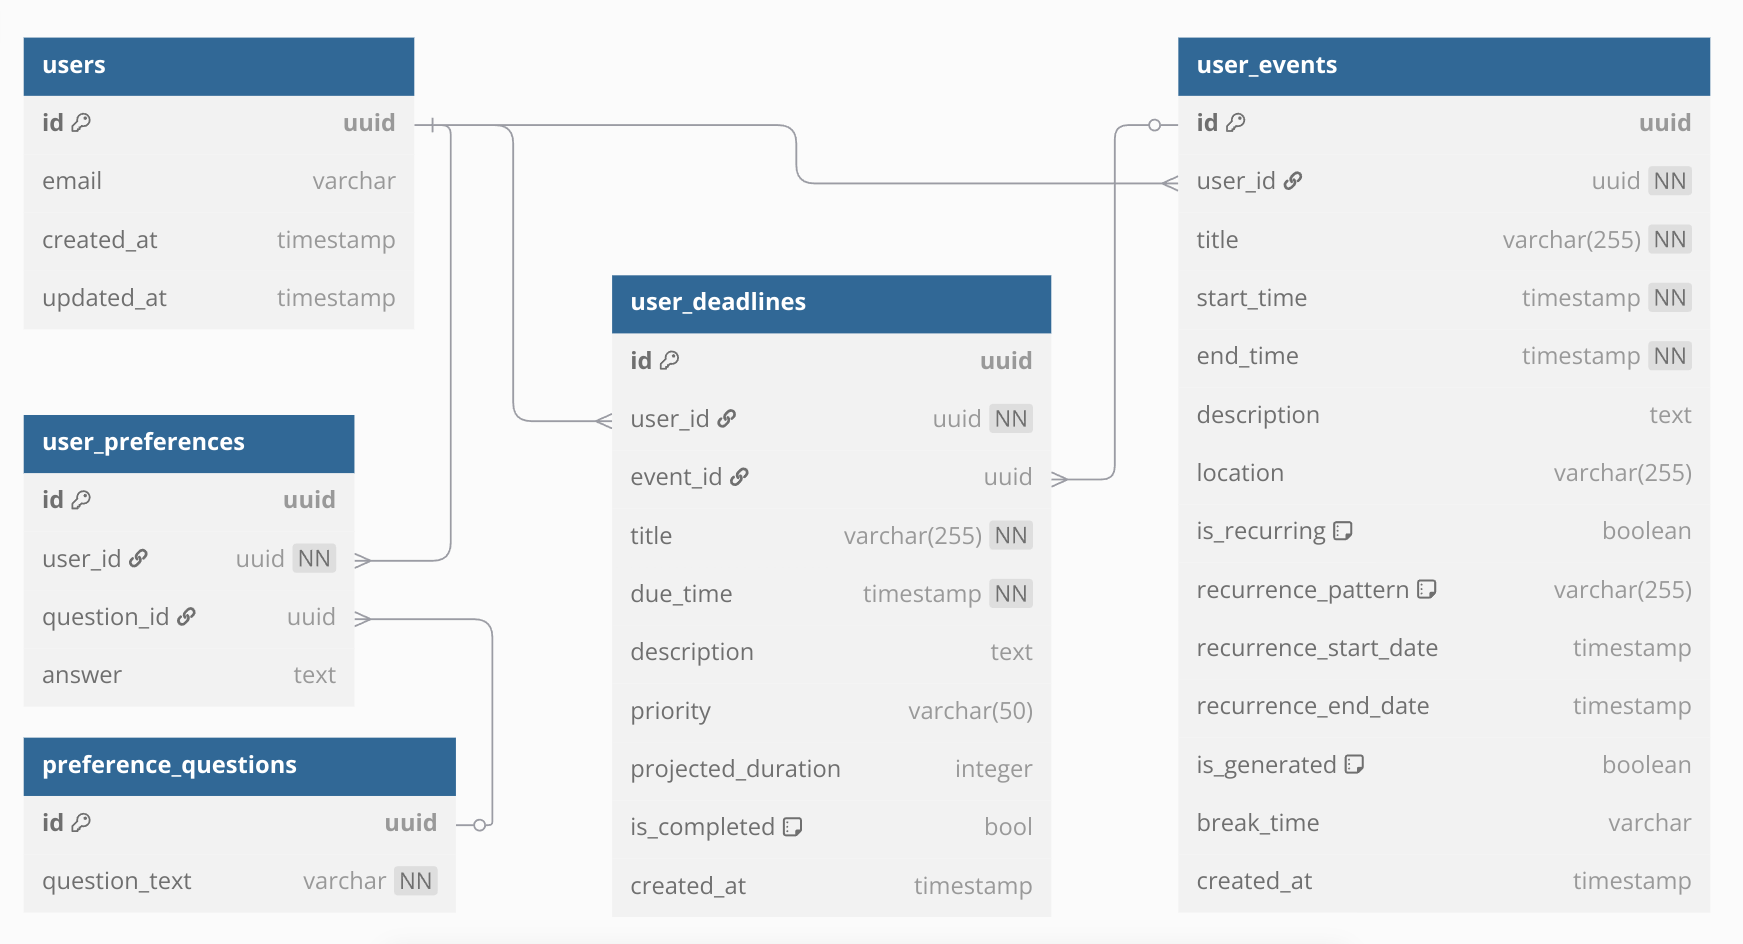 users
id uuid
email varchar
created_at timestamp
updated_at timestamp
user_preferences
id uuid
user_id uuid NN
question_id uuid
answer text
preference_questions
id uuid
question_text varchar NN
user_deadlines
id uuid
user_id uuid NN
event_id uuid
title varchar(255) NN
due_time timestamp NN
description text
priority varchar(50)
projected_duration integer
is_completed bool
created_at timestamp
user_events
id uuid
user_id uuid NN
title varchar(255) NN
start_time timestamp NN
end_time timestamp NN
description text
location varchar(255)
is_recurring boolean
recurrence_pattern varchar(255)
recurrence_start_date timestamp
recurrence_end_date timestamp
is_generated boolean
break_time varchar
created_at timestamp